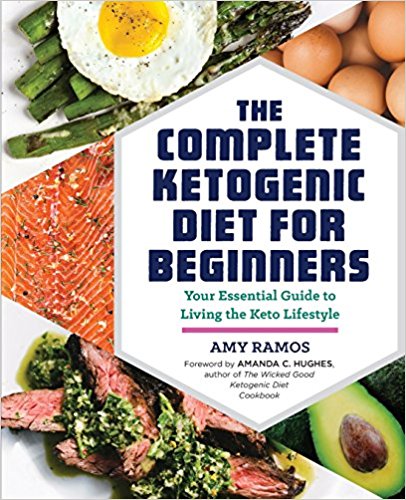 THE
COMPLETE
KETOGENIC
DIET FOR
BEGINNERS
Your Essential Guide to
Living the Keto Lifestyle
AMY RAMOS
Foreword by AMANDA C. HUGHES,
author of The Wicked Good
Ketogenic Diet
Cookbook